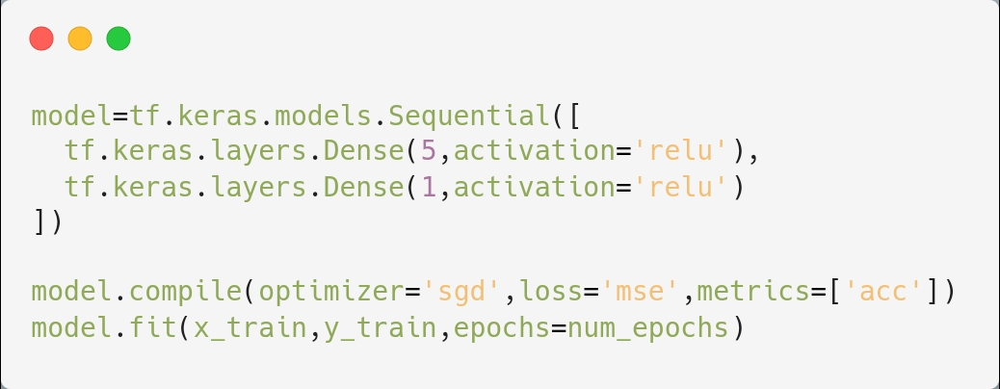 model=tf.keras.models.Sequential([
  tf.keras.layers.Dense(5,activation='relu'),
  tf.keras.layers.Dense(1,activation='relu')
])

model.compile(optimizer='sgd',loss='mse',metrics=['acc'])
model.fit(x_train,y_train,epochs=num_epochs)